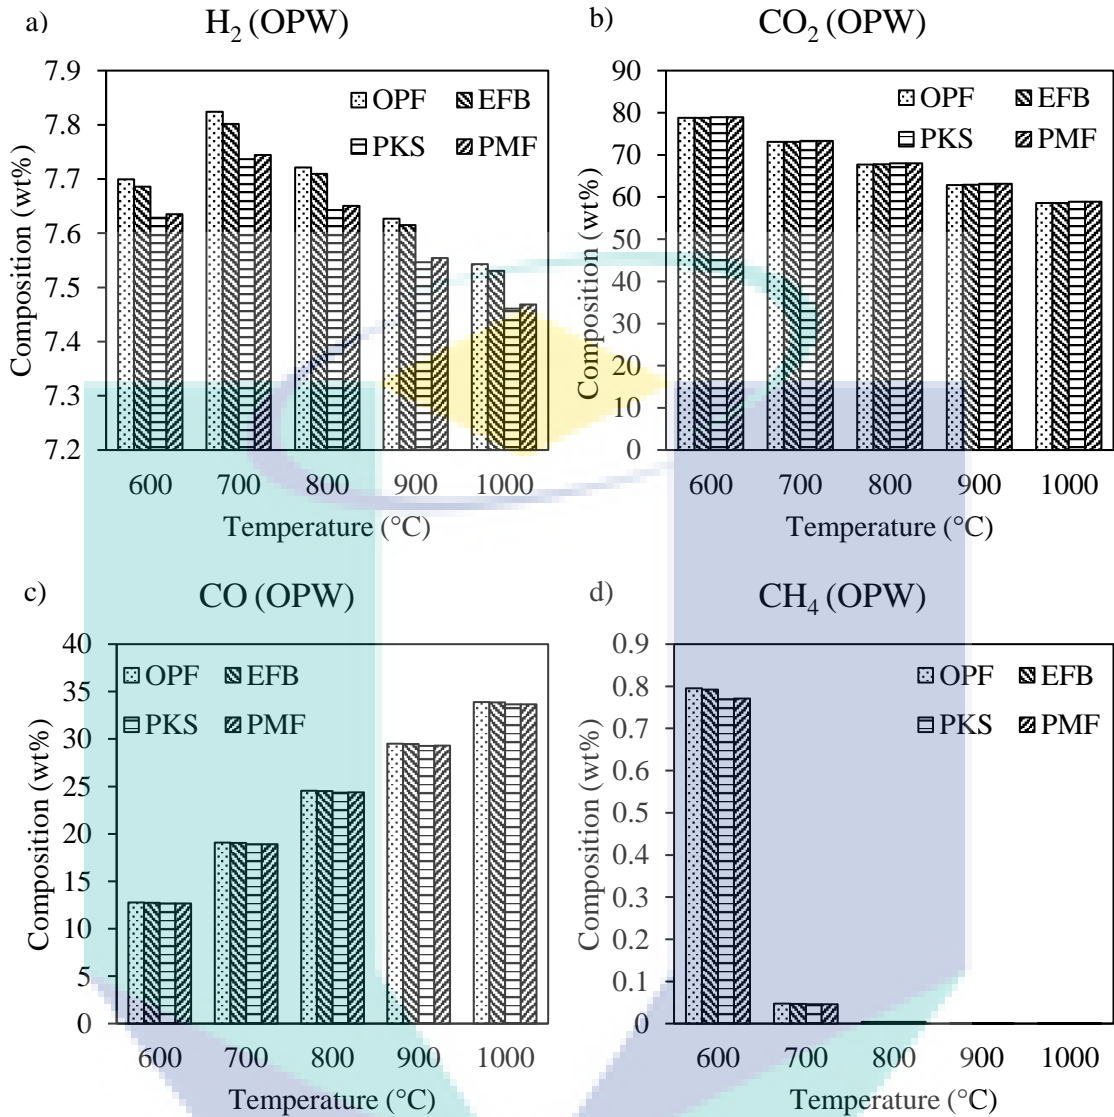 a)
H₂ (OPW)
7.9
7.8
7.7
7.6
7.5
7.4
7.3
7.2
Composition (wt%)
OPF EFB
PKS PMF
600 700 800 900 1000
Temperature (°C)
b)
CO₂ (OPW)
90
80
70
60
50
40
30
20
10
0
Composition (wt%)
OPF EFB
PKS PMF
600 700 800 900 1000
Temperature (°C)
c)
CO (OPW)
40
35
30
25
20
15
10
5
0
Composition (wt%)
OPF EFB
PKS PMF
600 700 800 900 1000
Temperature (°C)
d)
CH₄ (OPW)
0.9
0.8
0.7
0.6
0.5
0.4
0.3
0.2
0.1
0
Composition (wt%)
OPF EFB
PKS PMF
600 700 800 900 1000
Temperature (°C)